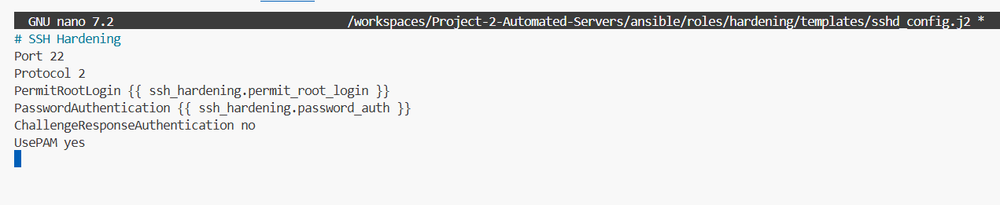 GNU nano 7.2 /workspaces/Project-2-Automated-Servers/ansible/roles/hardening/templates/sshd_config.j2 *
# SSH Hardening
Port 22
Protocol 2
PermitRootLogin {{ ssh_hardening.permit_root_login }}
PasswordAuthentication {{ ssh_hardening.password_auth }}
ChallengeResponseAuthentication no
UsePAM yes